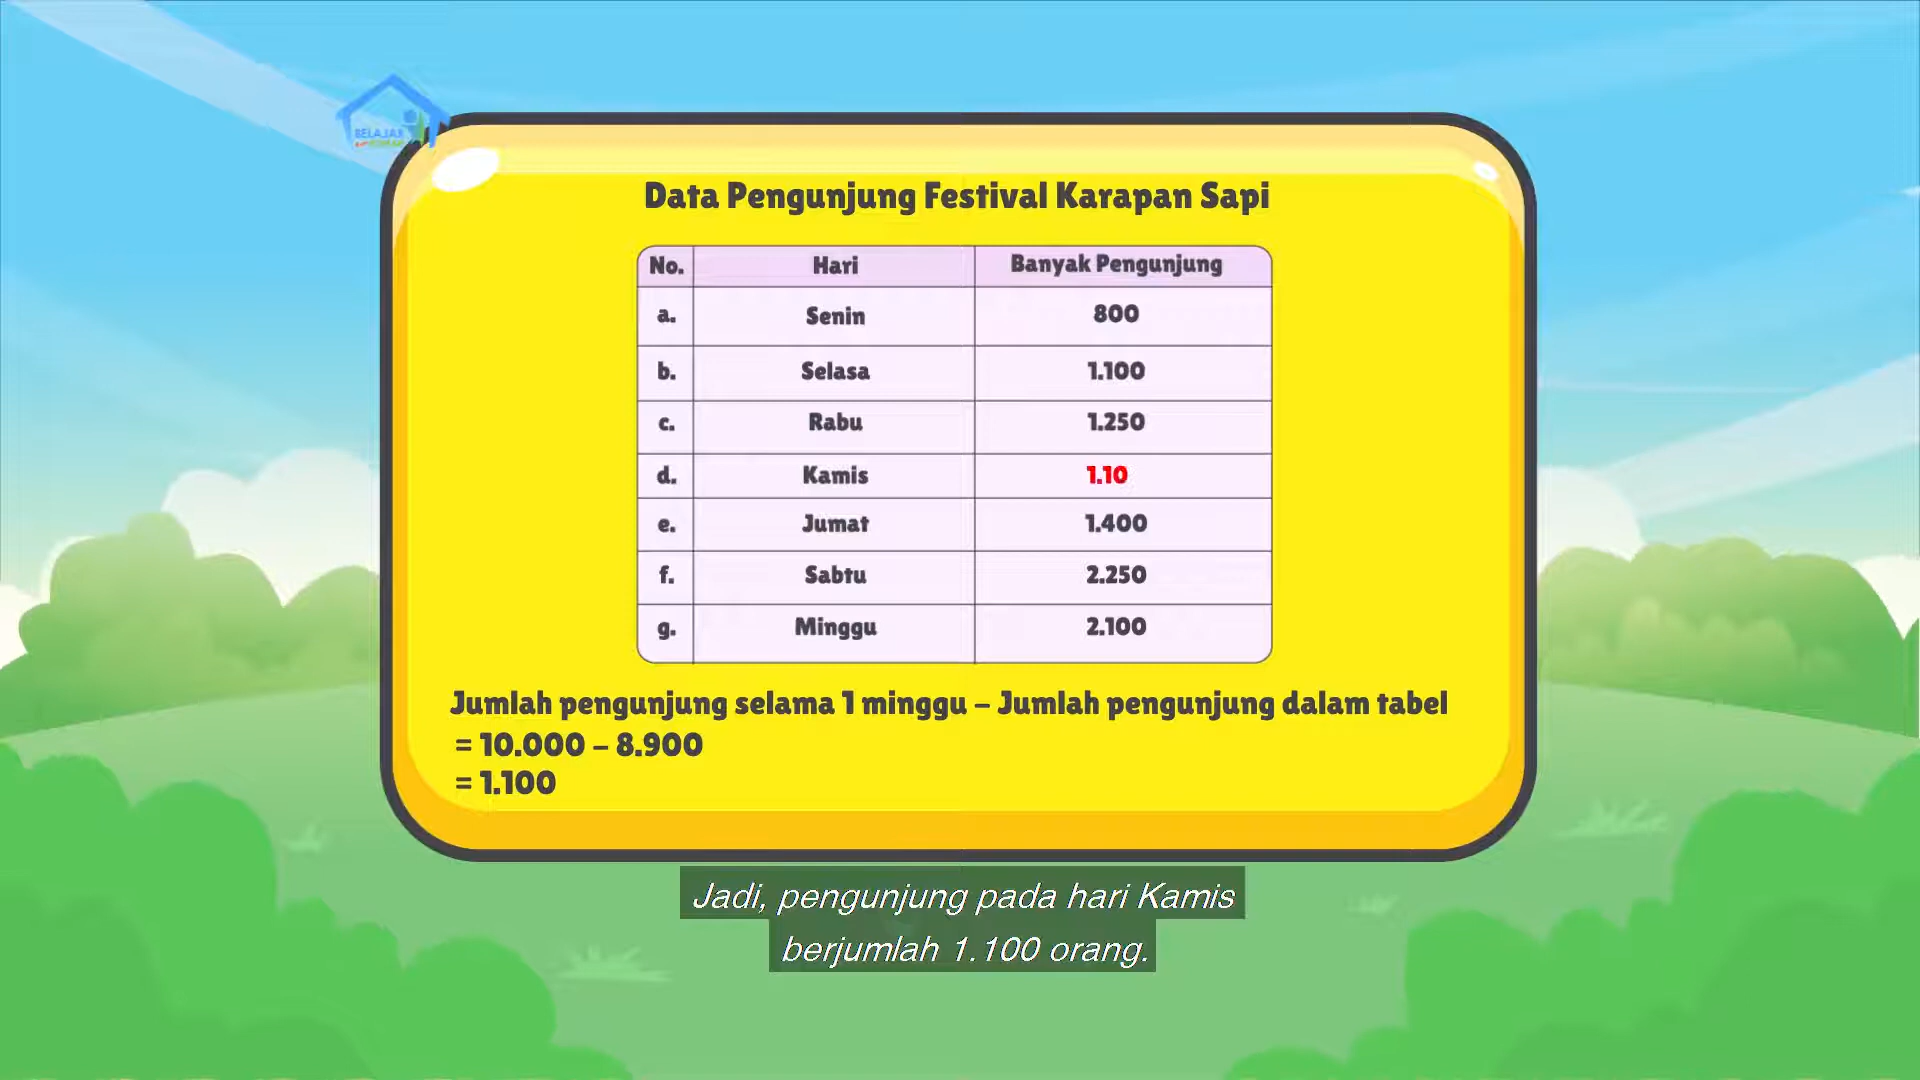 BELAJAR
Data Pengunjung Festival Karapan Sapi
No. Hari Banyak Pengunjung
a. Senin 800
b. Selasa 1.100
c. Rabu 1.250
d. Kamis 1.10
e. Jumat 1.400
f. Sabtu 2.250
g. Minggu 2.100
Jumlah pengunjung selama 1 minggu – Jumlah pengunjung dalam tabel
= 10.000 – 8.900
= 1.100
Jadi, pengunjung pada hari Kamis
berjumlah 1.100 orang.